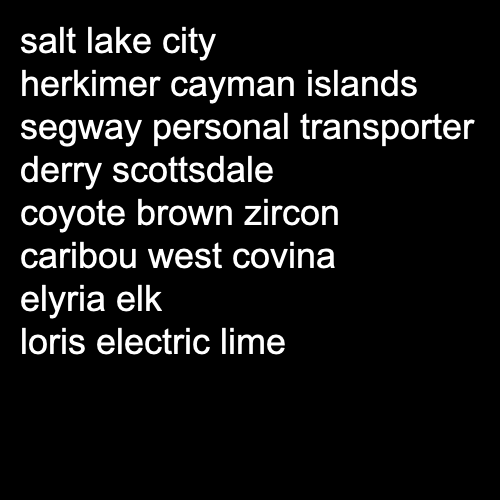 salt lake city
herkimer cayman islands
segway personal transporter
derry scottsdale
coyote brown zircon
caribou west covina
elyria elk
loris electric lime